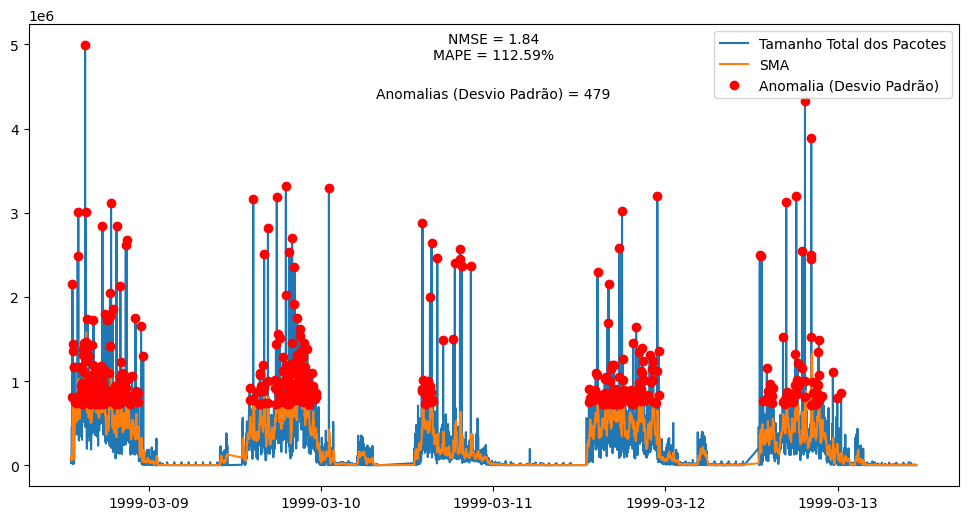 1e6
NMSE = 1.84
MAPE = 112.59%
Anomalias (Desvio Padrão) = 479
Tamanho Total dos Pacotes
SMA
Anomalia (Desvio Padrão)
5
4
3
2
1
0
1999-03-09
1999-03-10
1999-03-11
1999-03-12
1999-03-13